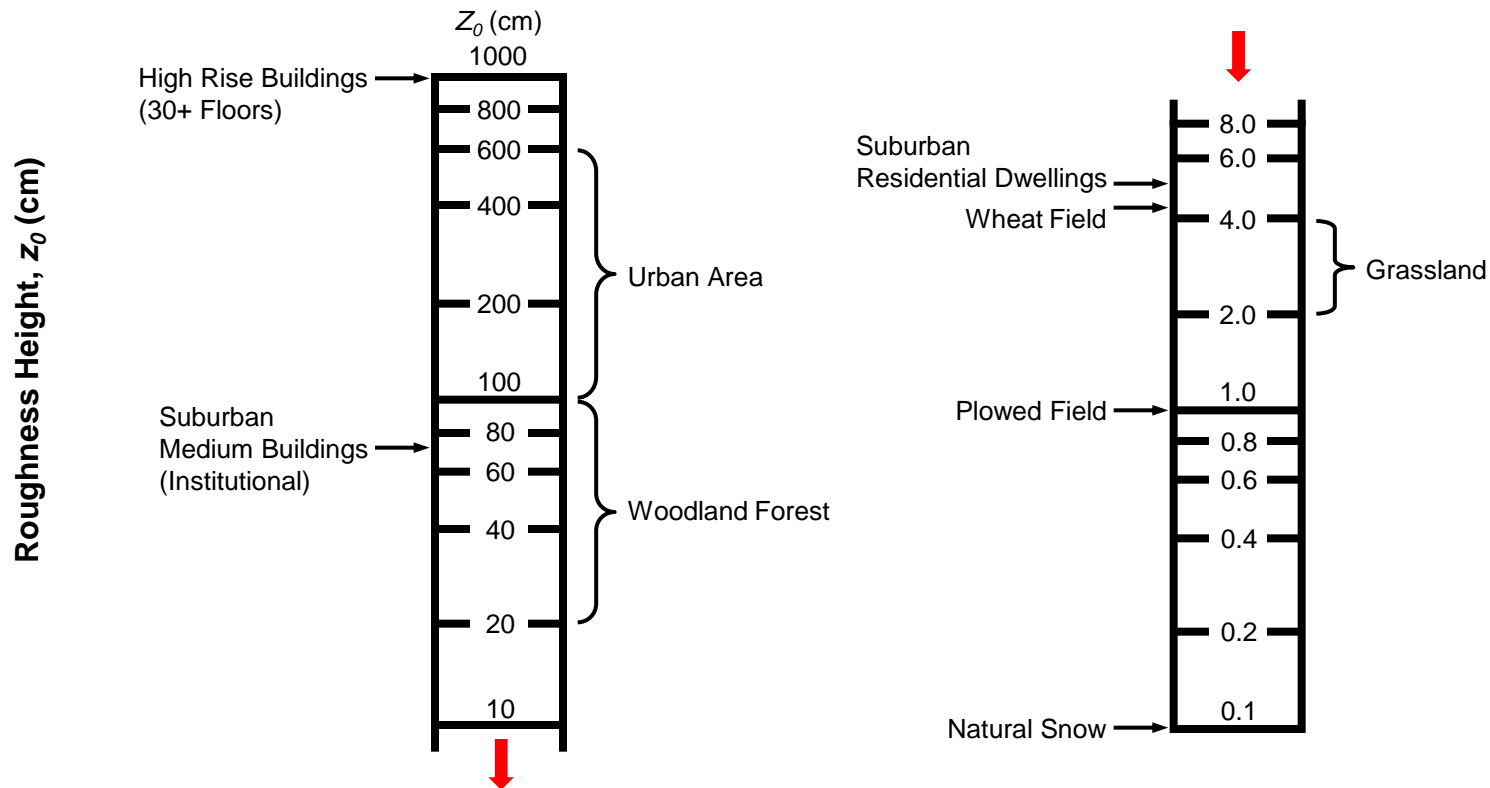 Roughness Height, z0 (cm)
Z0 (cm)
1000
High Rise Buildings
(30+ Floors)
800
600
400
Urban Area
200
100
Suburban
Medium Buildings
(Institutional)
80
60
Woodland Forest
40
20
10
8.0
Suburban
Residential Dwellings
6.0
Wheat Field
4.0
Grassland
2.0
1.0
Plowed Field
0.8
0.6
0.4
0.2
0.1
Natural Snow